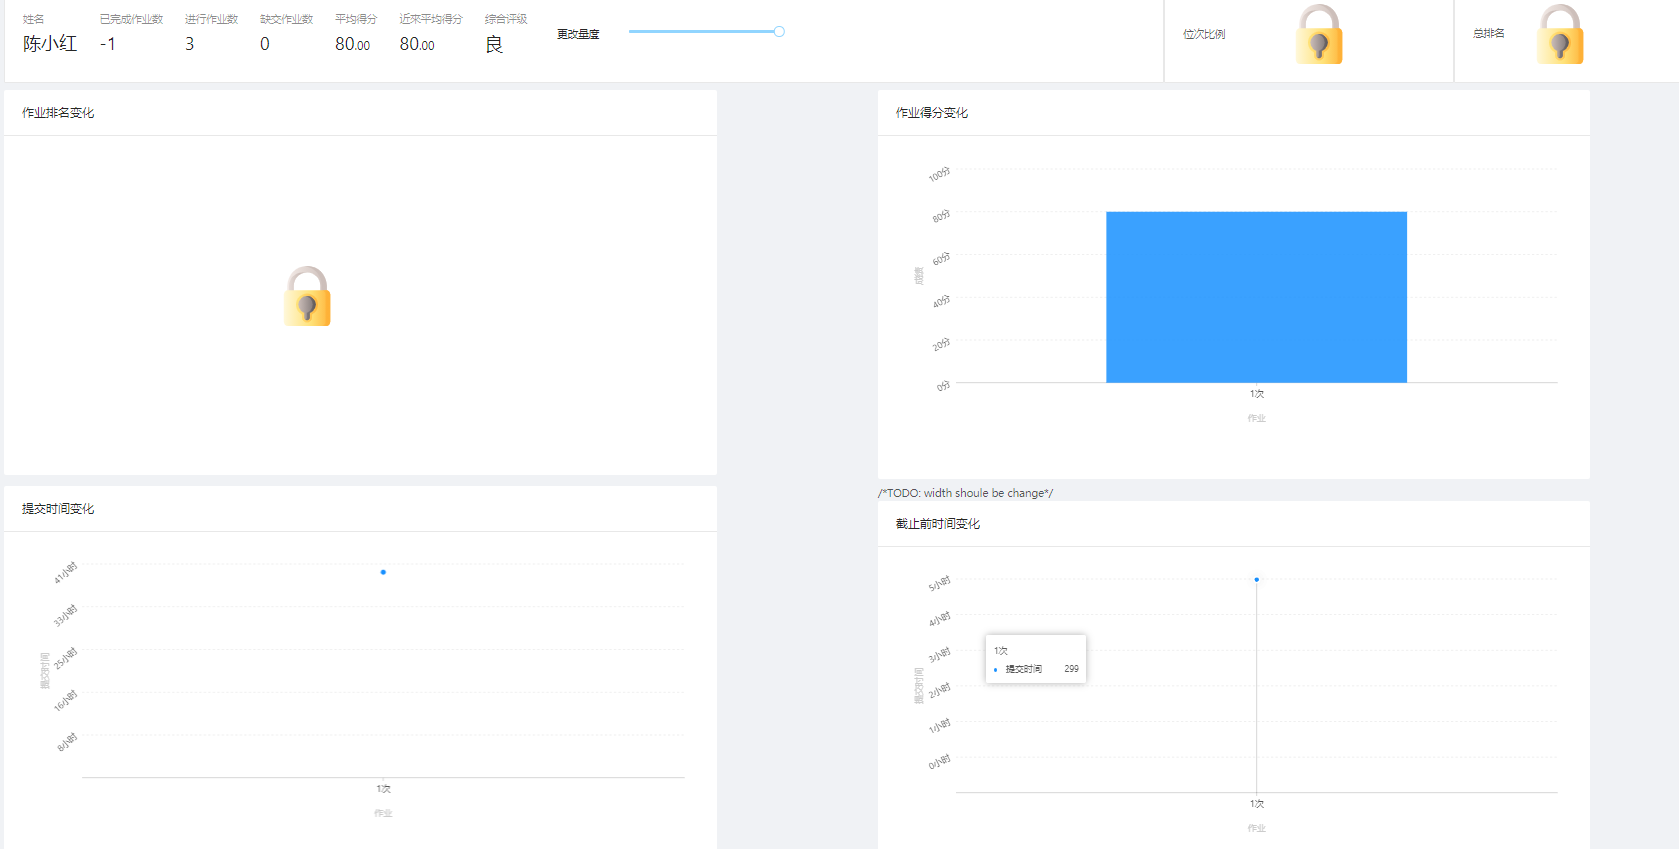 姓名 已完成作业数 进行作业数 缺交作业数 平均得分 近来平均得分 综合评级
陈小红 -1 3 0 80.00 80.00 良
更改量度
位次比例
总排名
作业排名变化
作业得分变化
100分
80分
60分
40分
20分
0分
成绩
1次
作业
提交时间变化
41小时
33小时
25小时
16小时
8小时
提交时间
1次
作业
/*TODO: width shoule be change*/
截止前时间变化
5小时
4小时
3小时
2小时
1小时
0小时
提交时间
1次
提交时间 299
1次
作业